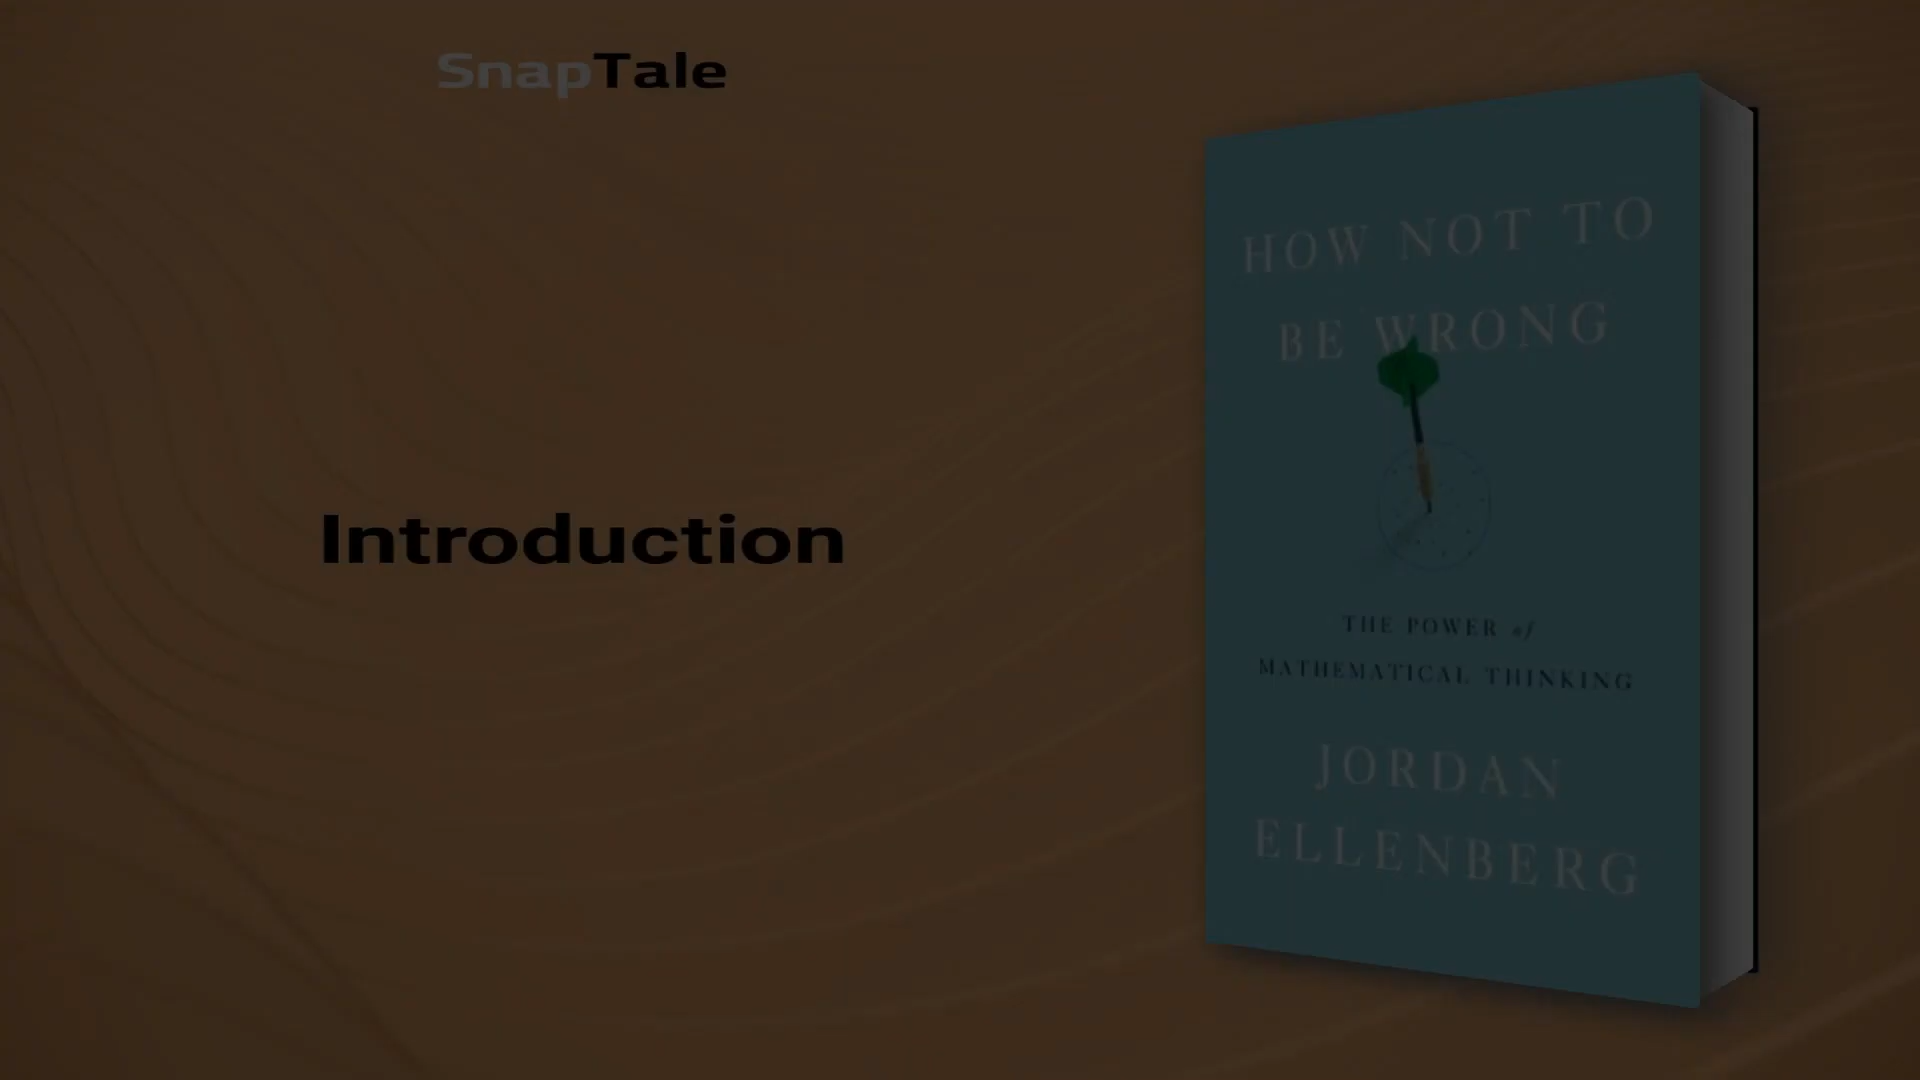 SnapTale
Introduction
HOW NOT TO
BE WRONG
THE POWER of
MATHEMATICAL THINKING
JORDAN
ELLENBERG